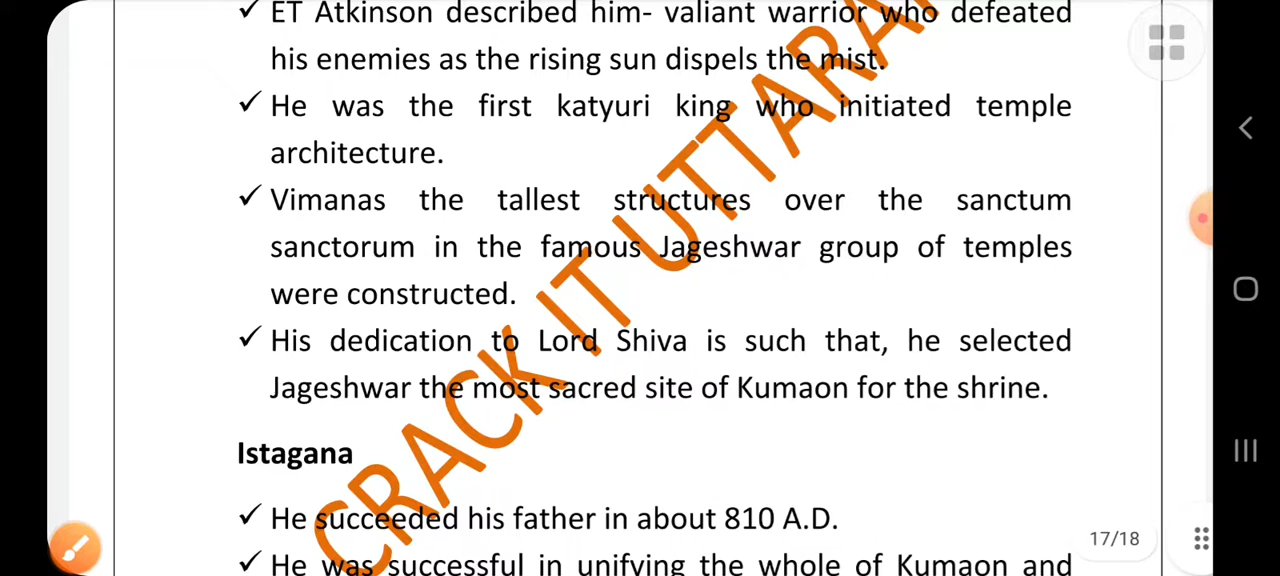 ✓ ET Atkinson described him- valiant warrior who defeated
his enemies as the rising sun dispels the mist.
✓ He was the first katyuri king who initiated temple
architecture.
✓ Vimanas the tallest structures over the sanctum
sanctorum in the famous Jageshwar group of temples
were constructed.
✓ His dedication to Lord Shiva is such that, he selected
Jageshwar the most sacred site of Kumaon for the shrine.
Istagana
✓ He succeeded his father in about 810 A.D.
✓ He was successful in unifying the whole of Kumaon and
CRACK IT UTTARA
17/18